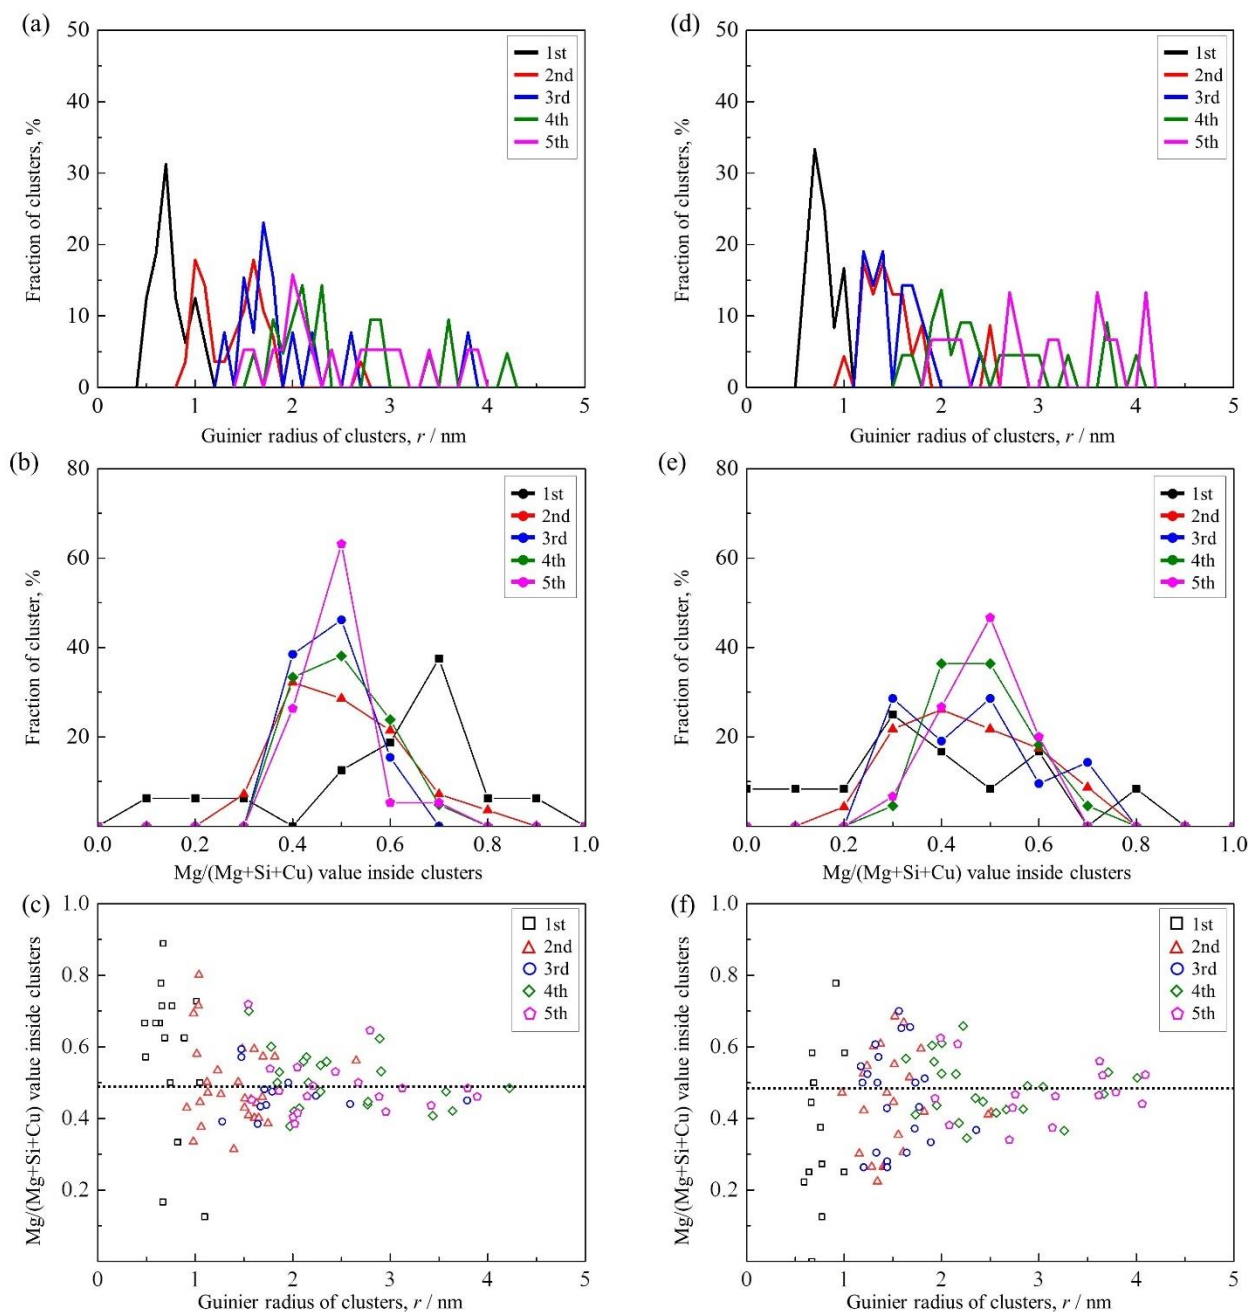 (a)
50
40
30
20
10
0
Fraction of clusters, %
1st
2nd
3rd
4th
5th
0 1 2 3 4 5
Guinier radius of clusters, r / nm
(d)
50
40
30
20
10
0
Fraction of clusters, %
1st
2nd
3rd
4th
5th
0 1 2 3 4 5
Guinier radius of clusters, r / nm
(b)
80
60
40
20
Fraction of cluster, %
1st
2nd
3rd
4th
5th
0.0 0.2 0.4 0.6 0.8 1.0
Mg/(Mg+Si+Cu) value inside clusters
(e)
80
60
40
20
Fraction of cluster, %
1st
2nd
3rd
4th
5th
0.0 0.2 0.4 0.6 0.8 1.0
Mg/(Mg+Si+Cu) value inside clusters
(c)
1.0
0.8
0.6
0.4
0.2
Mg/(Mg+Si+Cu) value inside clusters
1st
2nd
3rd
4th
5th
0 1 2 3 4 5
Guinier radius of clusters, r / nm
(f)
1.0
0.8
0.6
0.4
0.2
Mg/(Mg+Si+Cu) value inside clusters
1st
2nd
3rd
4th
5th
0 1 2 3 4 5
Guinier radius of clusters, r / nm